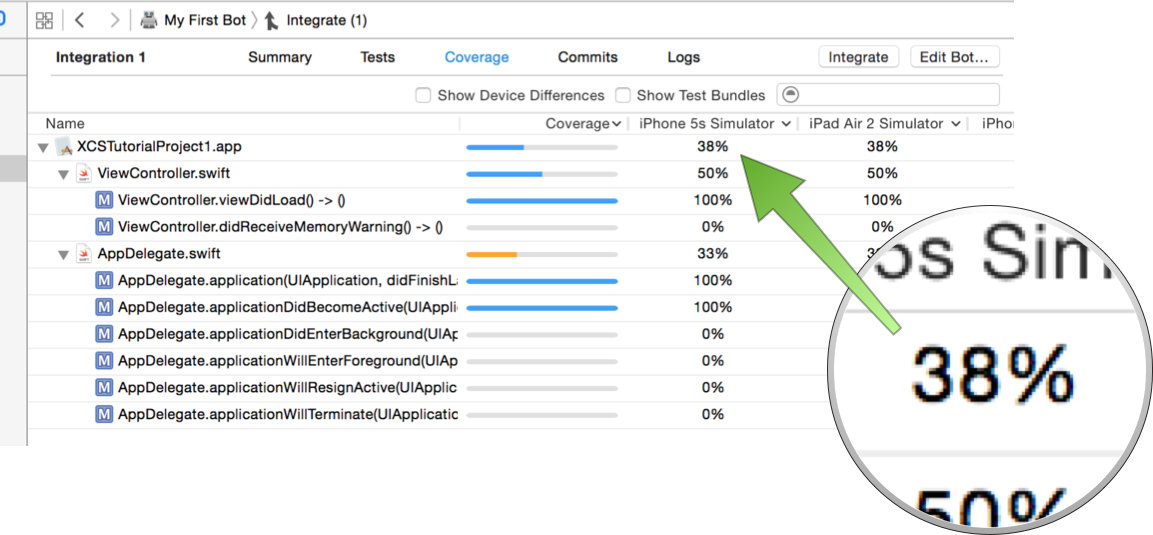 My First Bot Integrate (1)
Integration 1 Summary Tests Coverage Commits Logs Integrate Edit Bot...
Show Device Differences Show Test Bundles
Name Coverage iPhone 5s Simulator iPad Air 2 Simulator iPho
XCSTutorialProject1.app 38% 38%
ViewController.swift 50% 50%
M ViewController.viewDidLoad() -> () 100% 100%
M ViewController.didReceiveMemoryWarning() -> () 0% 0%
AppDelegate.swift 33%
M AppDelegate.application(UIApplication, didFinishL 100%
M AppDelegate.applicationDidBecomeActive(UIAppli 100%
M AppDelegate.applicationDidEnterBackground(UIAp 0%
M AppDelegate.applicationWillEnterForeground(UIAp 0%
M AppDelegate.applicationWillResignActive(UIApplic 0%
M AppDelegate.applicationWillTerminate(UIApplicatic 0%
5s Sim
38%
50%